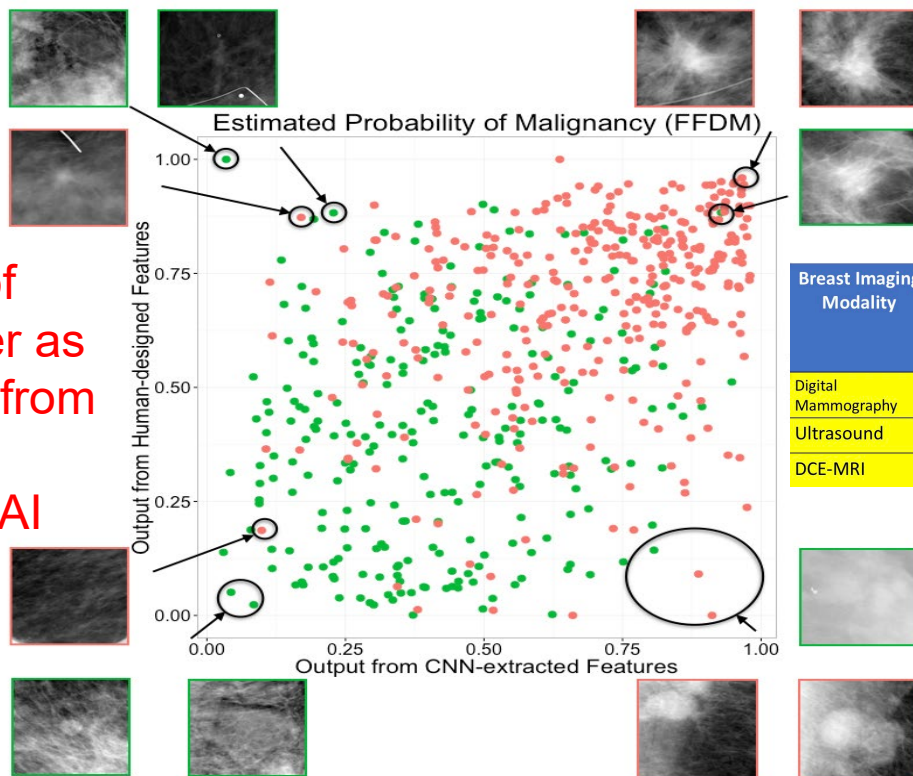 Estimated Probability of Malignancy (FFDM)
of
er as
from
AI
Output from Human-designed Features
1.00
0.75
0.50
0.25
0.00
0.00
0.25
0.50
0.75
1.00
Output from CNN-extracted Features
Breast Imaging
Modality
Digital
Mammography
Ultrasound
DCE-MRI